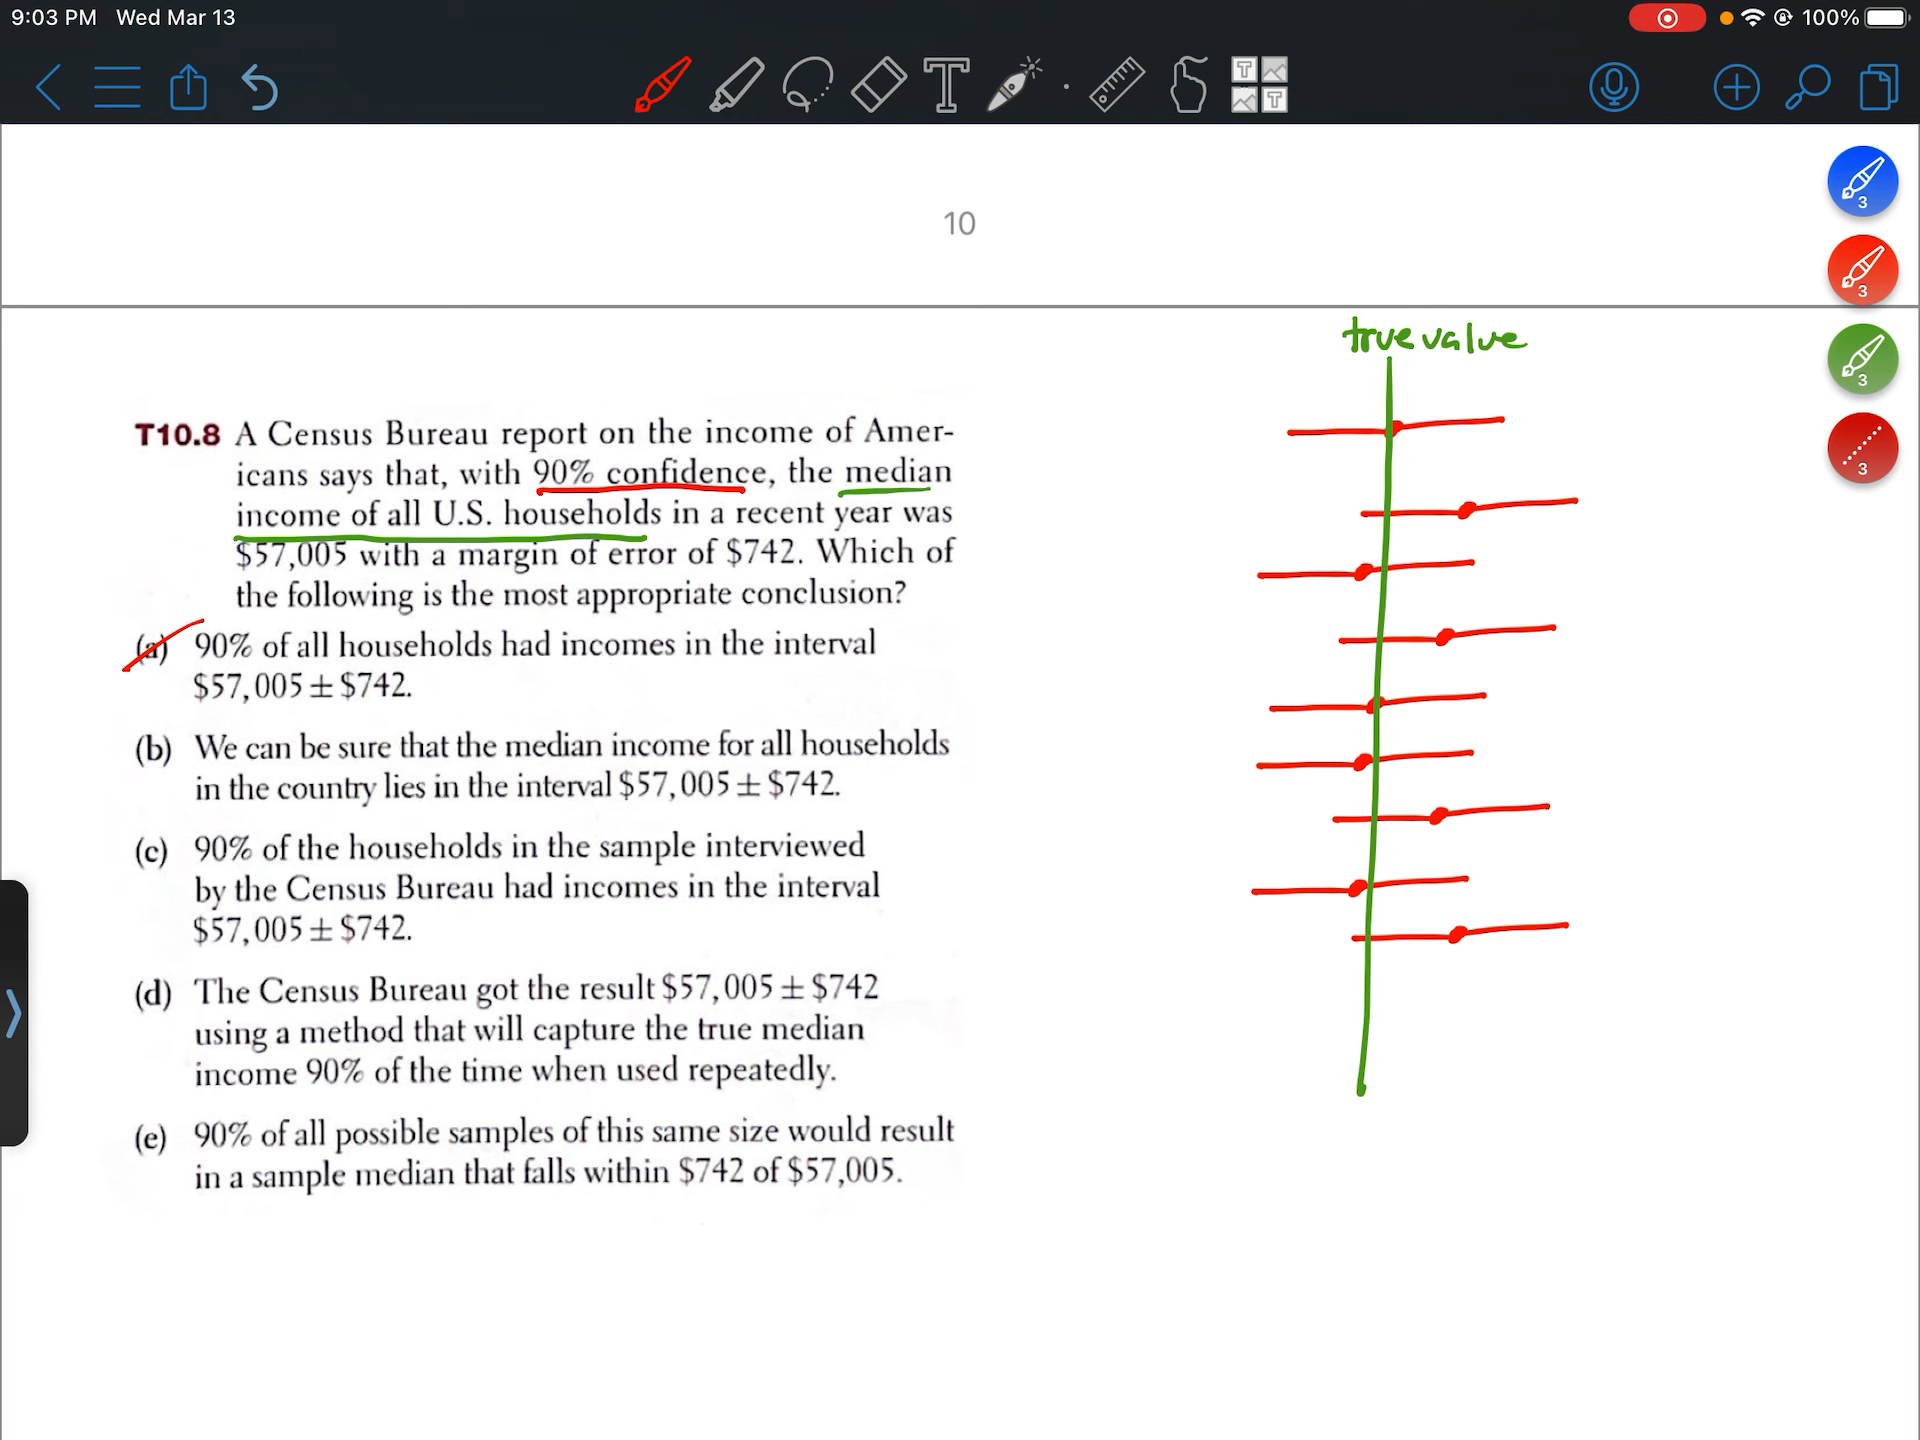 9:03 PM Wed Mar 13
100%
T
T
T
3
3
3
3
10
true value
T10.8 A Census Bureau report on the income of Amer-
icans says that, with 90% confidence, the median
income of all U.S. households in a recent year was
$57,005 with a margin of error of $742. Which of
the following is the most appropriate conclusion?
(a) 90% of all households had incomes in the interval
$57,005 ± $742.
(b) We can be sure that the median income for all households
in the country lies in the interval $57,005 ± $742.
(c) 90% of the households in the sample interviewed
by the Census Bureau had incomes in the interval
$57,005 ± $742.
(d) The Census Bureau got the result $57,005 ± $742
using a method that will capture the true median
income 90% of the time when used repeatedly.
(e) 90% of all possible samples of this same size would result
in a sample median that falls within $742 of $57,005.